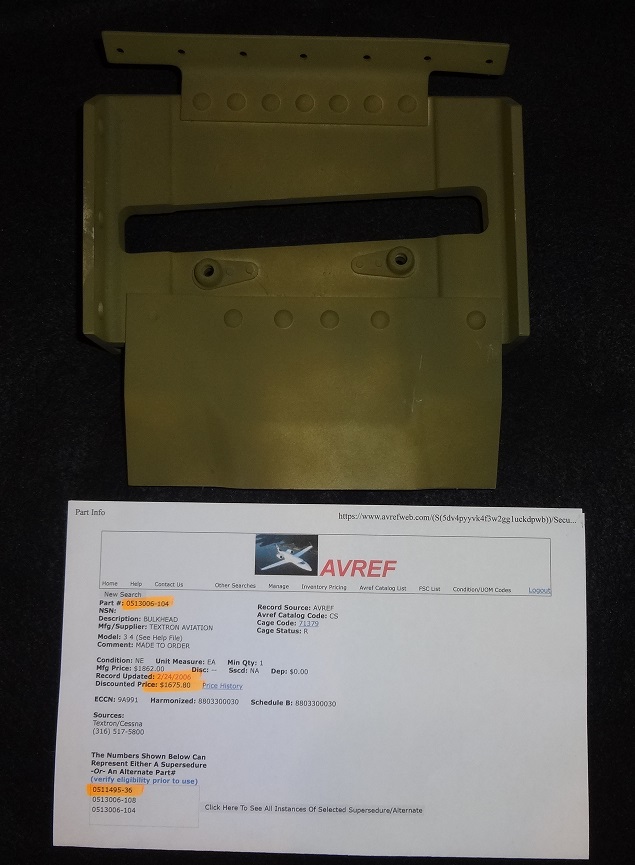 Part Info
https://www.avrefweb.com/(S(5dv4pyyvk4f3w2gg1uckdpwb))/Secu...
AVREF
Home Help Contact Us Other Searches Manage Inventory Pricing Avref Catalog List FSC List Condition/UOM Codes Logout
New Search
Part #: 0513006-104
NSN:
Description: BULKHEAD
Mfg/Supplier: TEXTRON AVIATION
Model: 3 4 (See Help File)
Comment: MADE TO ORDER
Record Source: AVREF
Avref Catalog Code: CS
Cage Code: 71379
Cage Status: R
Condition: NE Unit Measure: EA Min Qty: 1
Mfg Price: $1862.00 Disc: -- Sscd: NA Dep: $0.00
Record Updated: 2/24/2006
Discounted Price: $1675.80 Price History
ECCN: 9A991 Harmonized: 8803300030 Schedule B: 8803300030
Sources:
Textron/Cessna
(316) 517-5800
The Numbers Shown Below Can
Represent Either A Supersedure
-Or- An Alternate Part#
(verify eligibility prior to use)
0511495-36
0513006-108
0513006-104
Click Here To See All Instances Of Selected Supersedure/Alternate